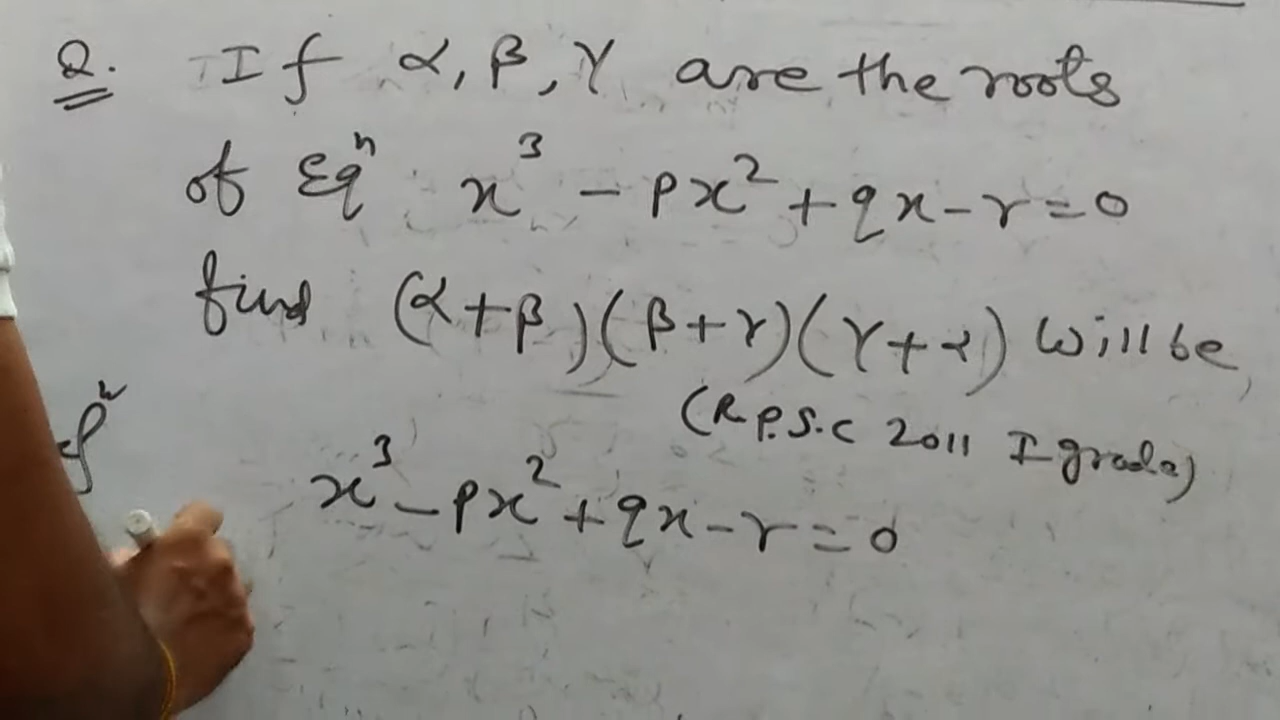 Q. If α, β, γ are the roots
of Eqⁿ x³ - px² + qx - r = 0
find (α+β)(β+γ)(γ+α) will be,
(R.P.S.C 2011 I grade)
x³ - px² + qx - r = 0